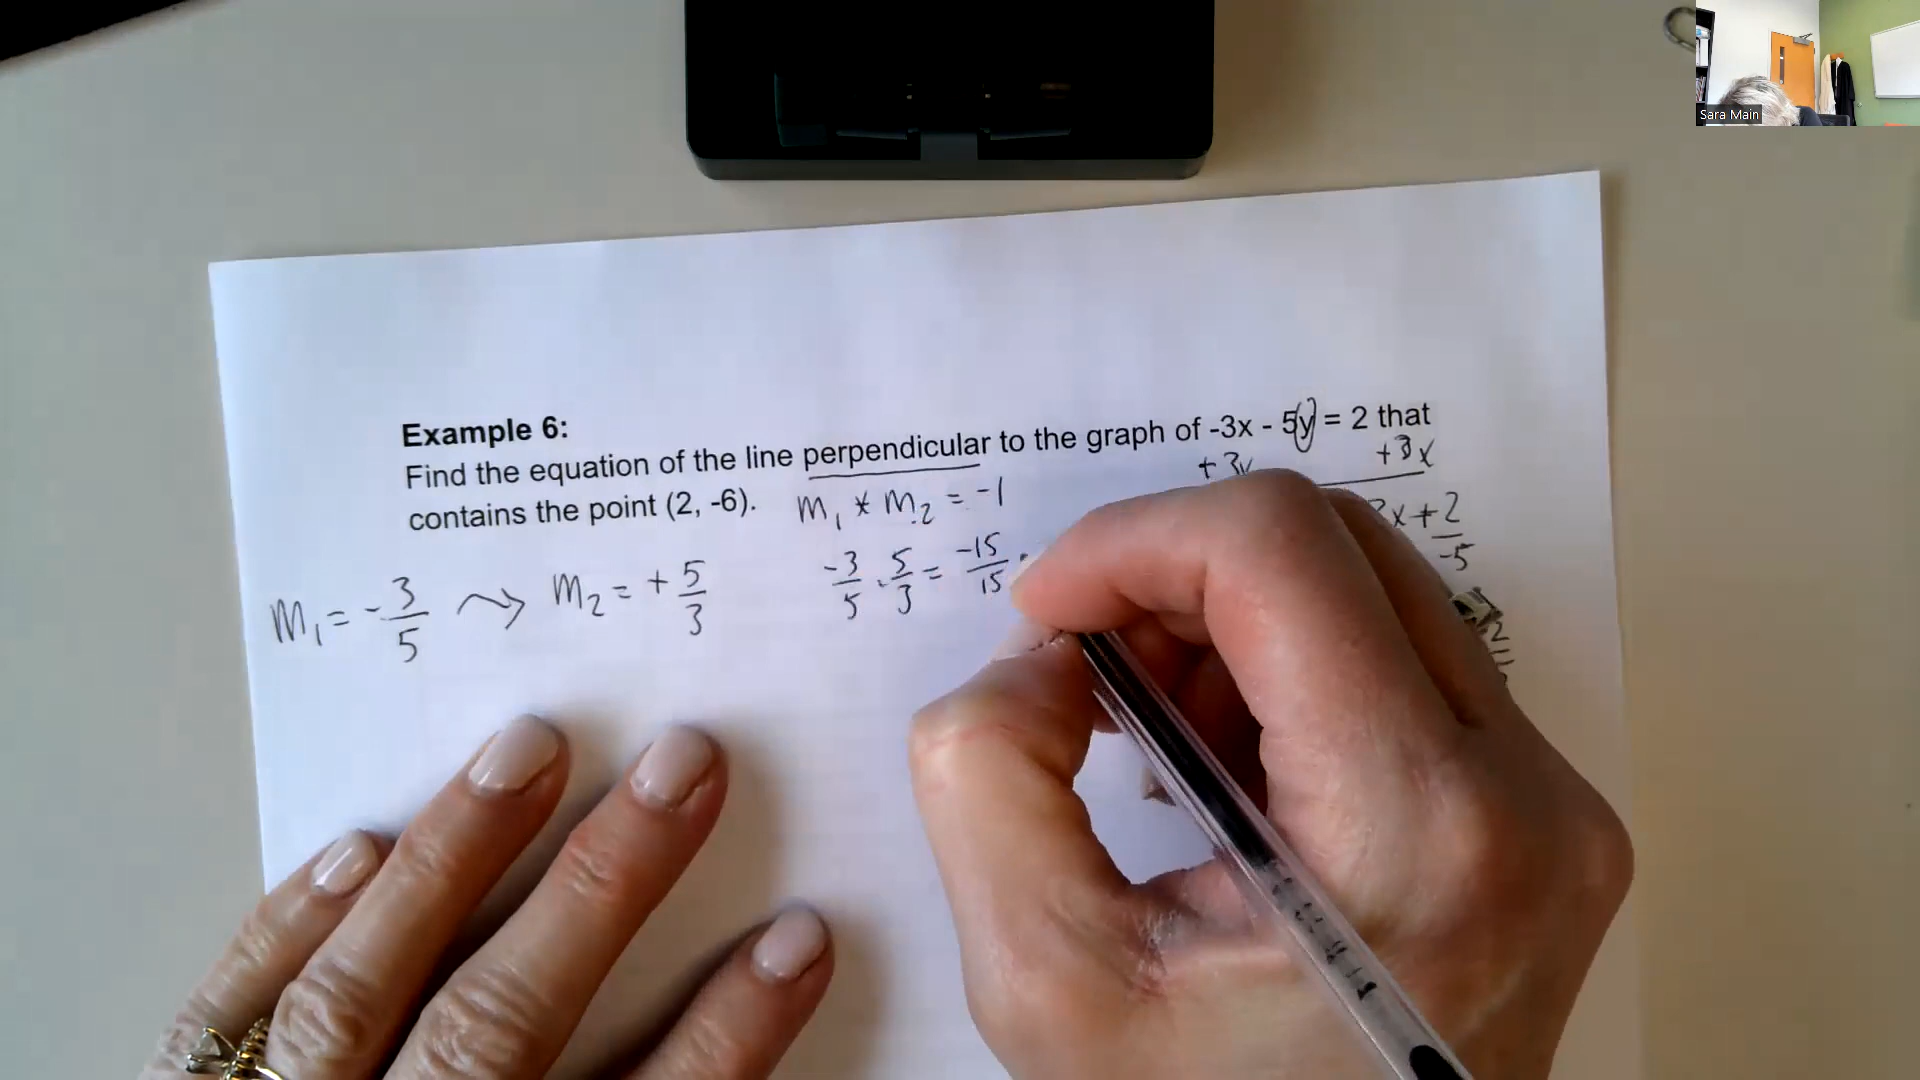 Sara Main
Example 6:
Find the equation of the line perpendicular to the graph of -3x - 5y = 2 that
contains the point (2, -6).
+3x +3x
m₁ * m₂ = -1
x + 2
-5
m₁ = -3/5 → m₂ = + 5/3
-3/5 · 5/3 = -15/15